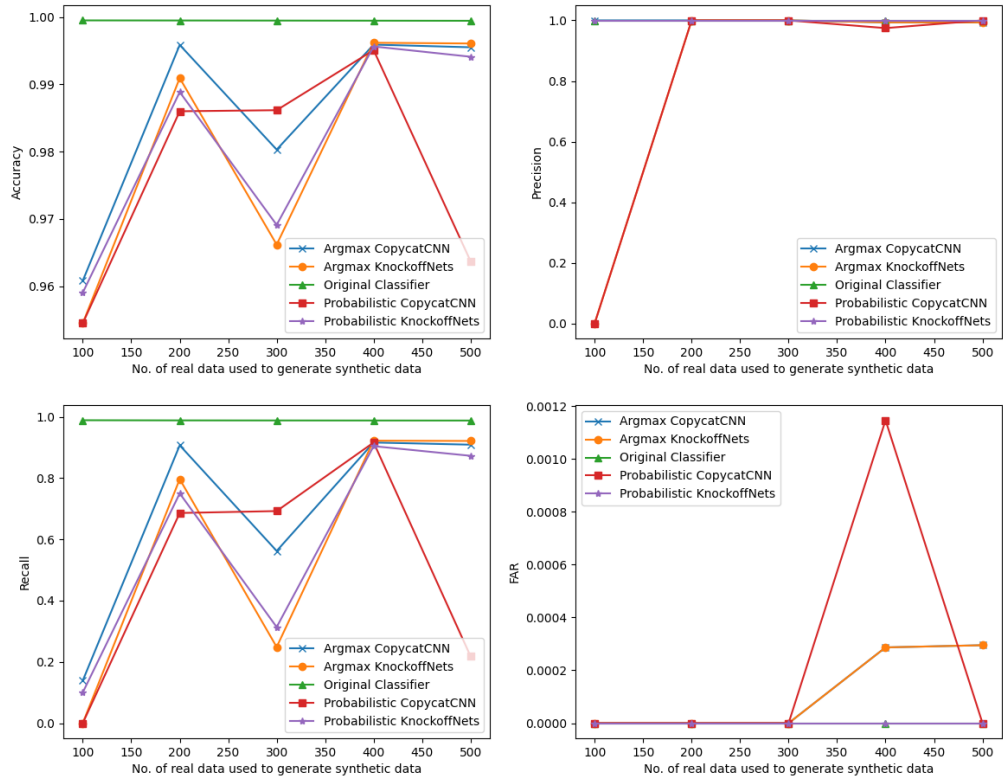 1.00
0.99
0.98
0.97
0.96
Accuracy
100 150 200 250 300 350 400 450 500
No. of real data used to generate synthetic data
Argmax CopycatCNN
Argmax KnockoffNets
Original Classifier
Probabilistic CopycatCNN
Probabilistic KnockoffNets
1.0
0.8
0.6
0.4
0.2
0.0
Precision
100 150 200 250 300 350 400 450 500
No. of real data used to generate synthetic data
Argmax CopycatCNN
Argmax KnockoffNets
Original Classifier
Probabilistic CopycatCNN
Probabilistic KnockoffNets
1.0
0.8
0.6
0.4
0.2
0.0
Recall
100 150 200 250 300 350 400 450 500
No. of real data used to generate synthetic data
Argmax CopycatCNN
Argmax KnockoffNets
Original Classifier
Probabilistic CopycatCNN
Probabilistic KnockoffNets
0.0012
0.0010
0.0008
0.0006
0.0004
0.0002
0.0000
FAR
100 150 200 250 300 350 400 450 500
No. of real data used to generate synthetic data
Argmax CopycatCNN
Argmax KnockoffNets
Original Classifier
Probabilistic CopycatCNN
Probabilistic KnockoffNets